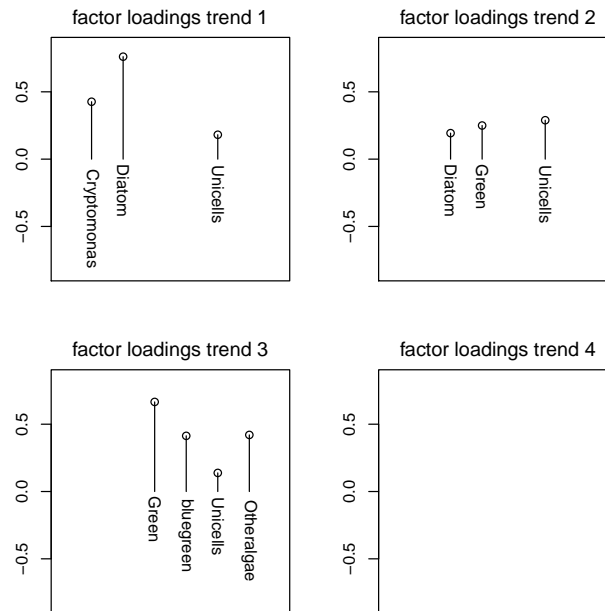 factor loadings trend 1
0.5
0.0
−0.5
Cryptomonas
Diatom
Unicells
factor loadings trend 2
0.5
0.0
−0.5
Diatom
Green
Unicells
factor loadings trend 3
0.5
0.0
−0.5
Green
bluegreen
Unicells
Otheralgae
factor loadings trend 4
0.5
0.0
−0.5